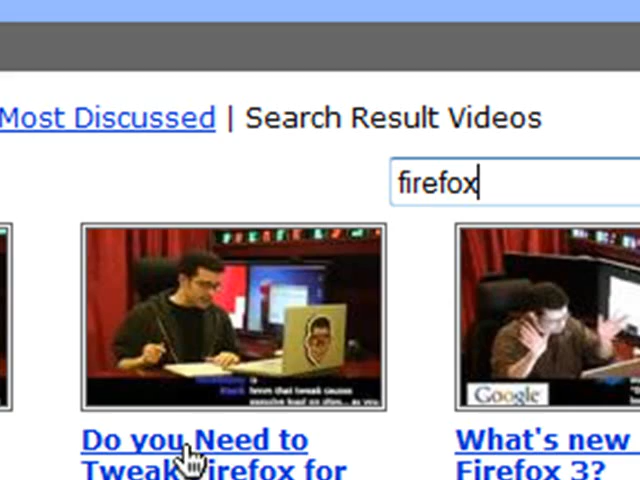 Most Discussed | Search Result Videos
firefox
Google
Do you Need to
Tweak Firefox for
What's new
Firefox 3?